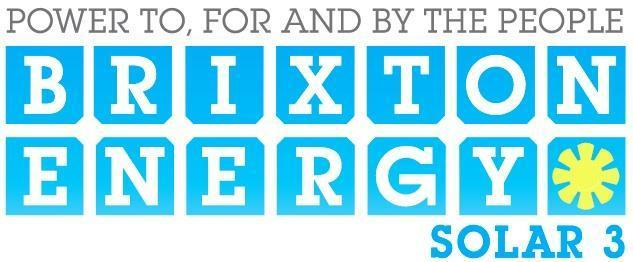 POWER TO, FOR AND BY THE PEOPLE
BRIXTON
ENERGY
SOLAR 3